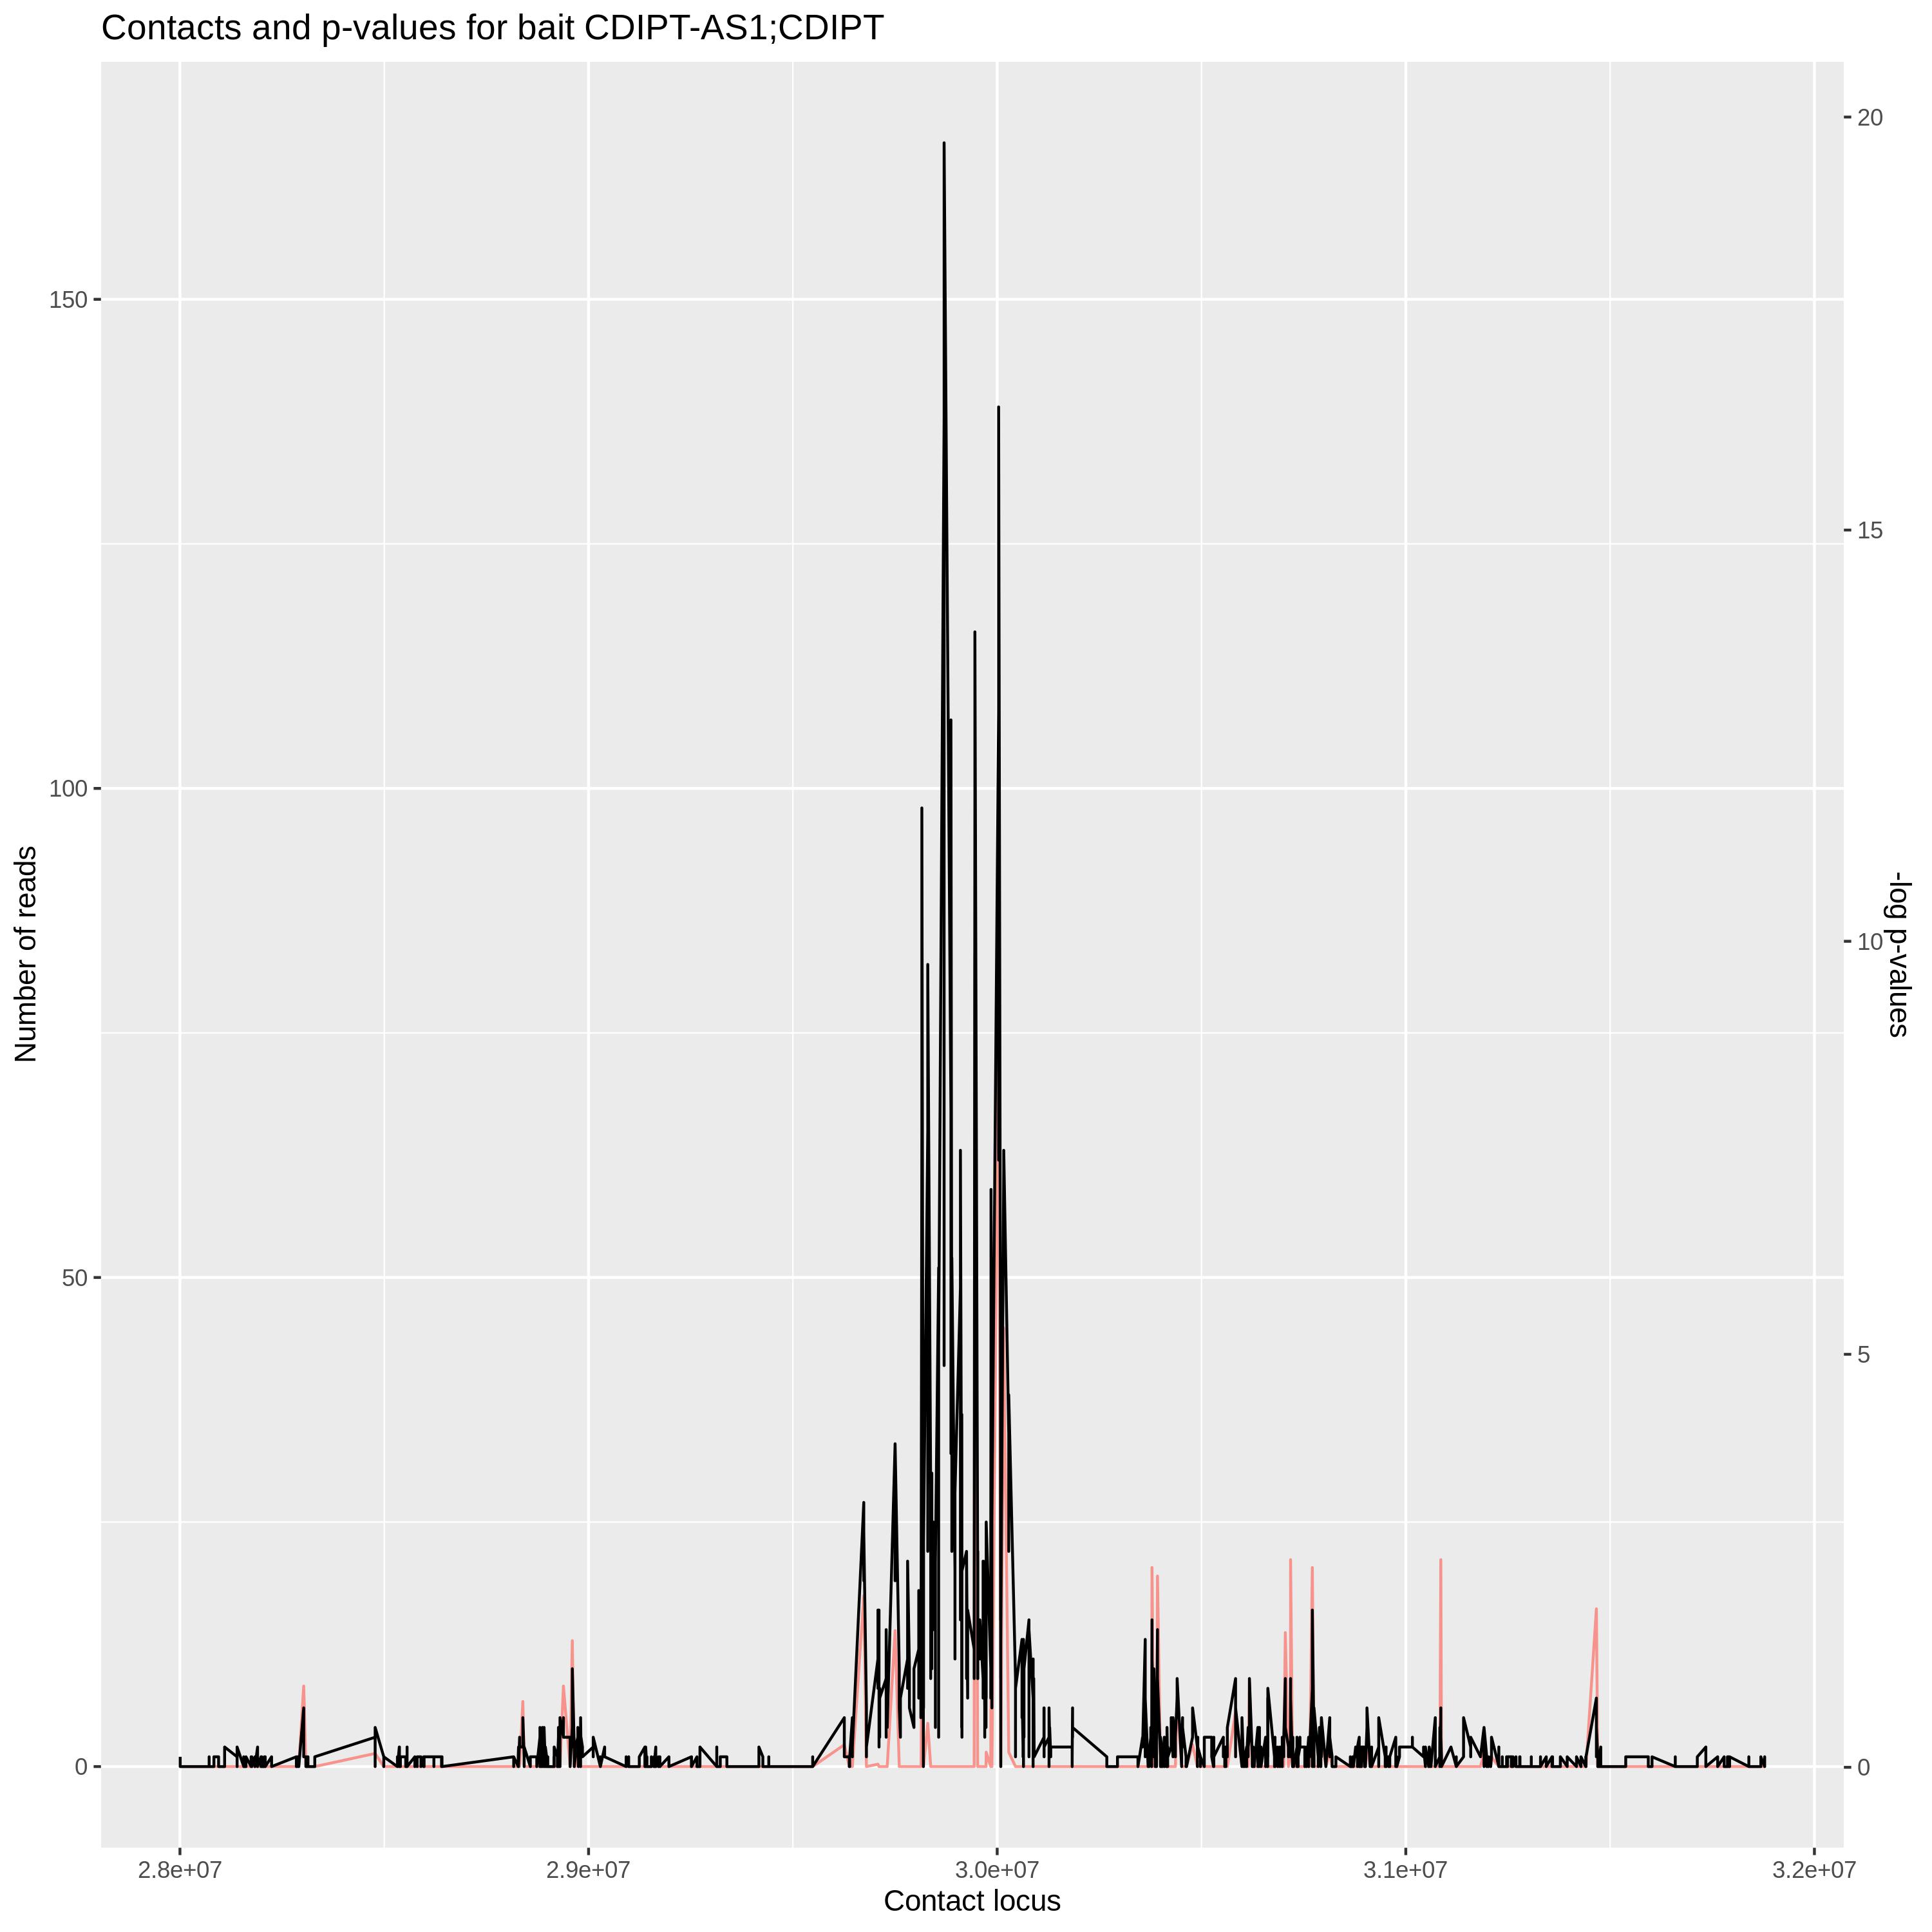 Contacts and p-values for bait CDIPT-AS1;CDIPT
Number of reads
150
100
50
0
20
15
10
5
0
-log p-values
2.8e+07
2.9e+07
3.0e+07
3.1e+07
3.2e+07
Contact locus